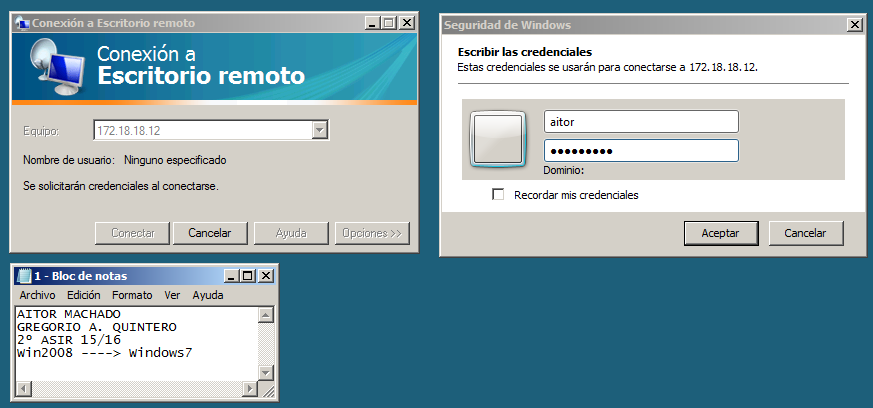 Conexión a Escritorio remoto
Conexión a
Escritorio remoto
Equipo: 172.18.18.12
Nombre de usuario: Ninguno especificado
Se solicitarán credenciales al conectarse.
Conectar Cancelar Ayuda Opciones >>
Seguridad de Windows
Escribir las credenciales
Estas credenciales se usarán para conectarse a 172.18.18.12.
aitor
●●●●●●●●●
Dominio:
Recordar mis credenciales
Aceptar Cancelar
1 - Bloc de notas
Archivo Edición Formato Ver Ayuda
AITOR MACHADO
GREGORIO A. QUINTERO
2º ASIR 15/16
Win2008 ----> Windows7